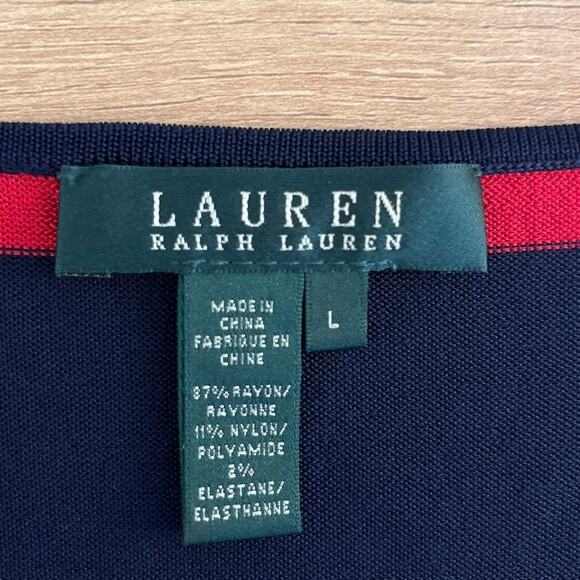 LAUREN
RALPH LAUREN
L
MADE IN
CHINA
FABRIQUE EN
CHINE
87% RAYON/
RAYONNE
11% NYLON/
POLYAMIDE
2%
ELASTANE/
ELASTHANNE